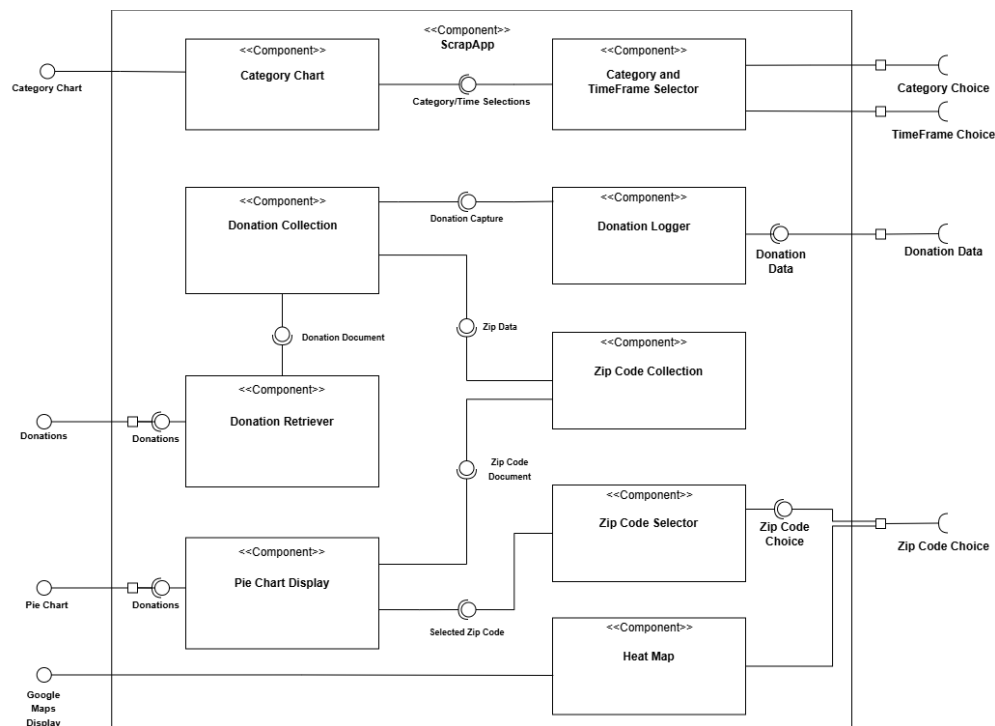 <<Component>>
ScrapApp
<<Component>>
Category Chart
<<Component>>
Category and
TimeFrame Selector
Category Chart
Category/Time Selections
Category Choice
TimeFrame Choice
<<Component>>
Donation Collection
Donation Capture
<<Component>>
Donation Logger
Donation
Data
Donation Data
Donation Document
Zip Data
<<Component>>
Zip Code Collection
<<Component>>
Donation Retriever
Donations
Donations
Zip Code
Document
<<Component>>
Zip Code Selector
Zip Code
Choice
Zip Code Choice
<<Component>>
Pie Chart Display
Pie Chart
Donations
Selected Zip Code
<<Component>>
Heat Map
Google
Maps
Display